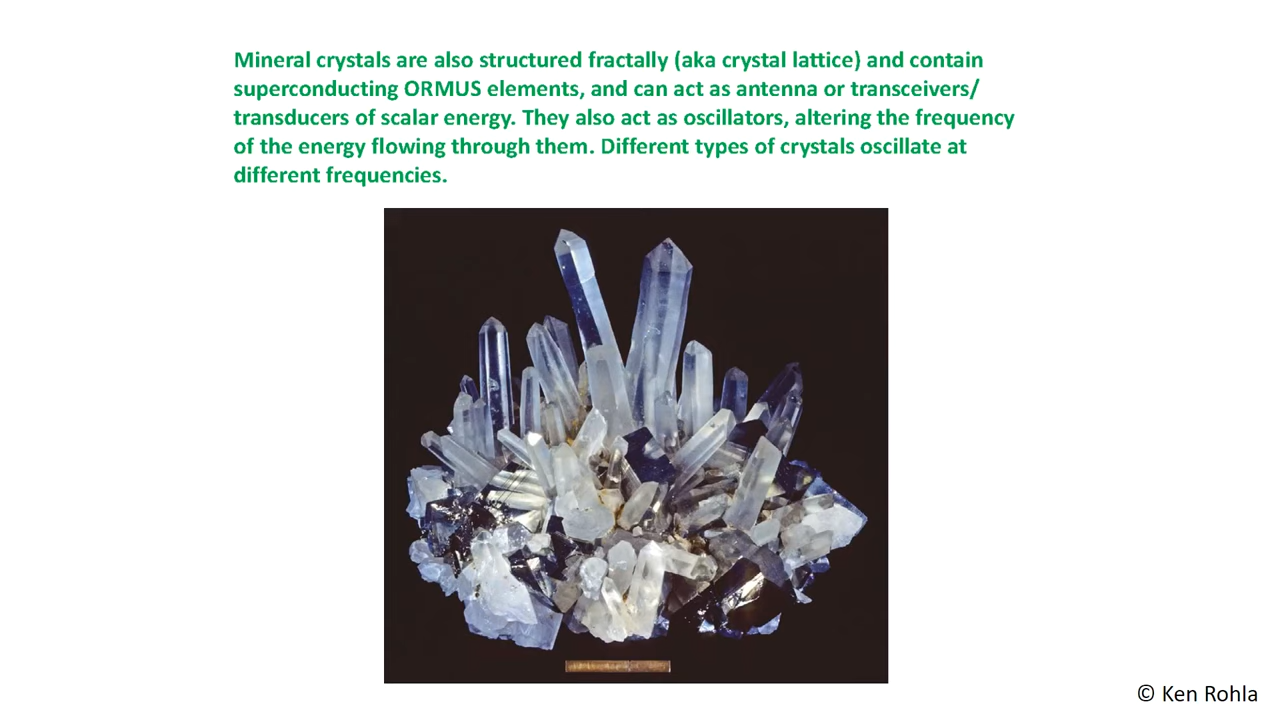 Mineral crystals are also structured fractally (aka crystal lattice) and contain
superconducting ORMUS elements, and can act as antenna or transceivers/
transducers of scalar energy. They also act as oscillators, altering the frequency
of the energy flowing through them. Different types of crystals oscillate at
different frequencies.
© Ken Rohla